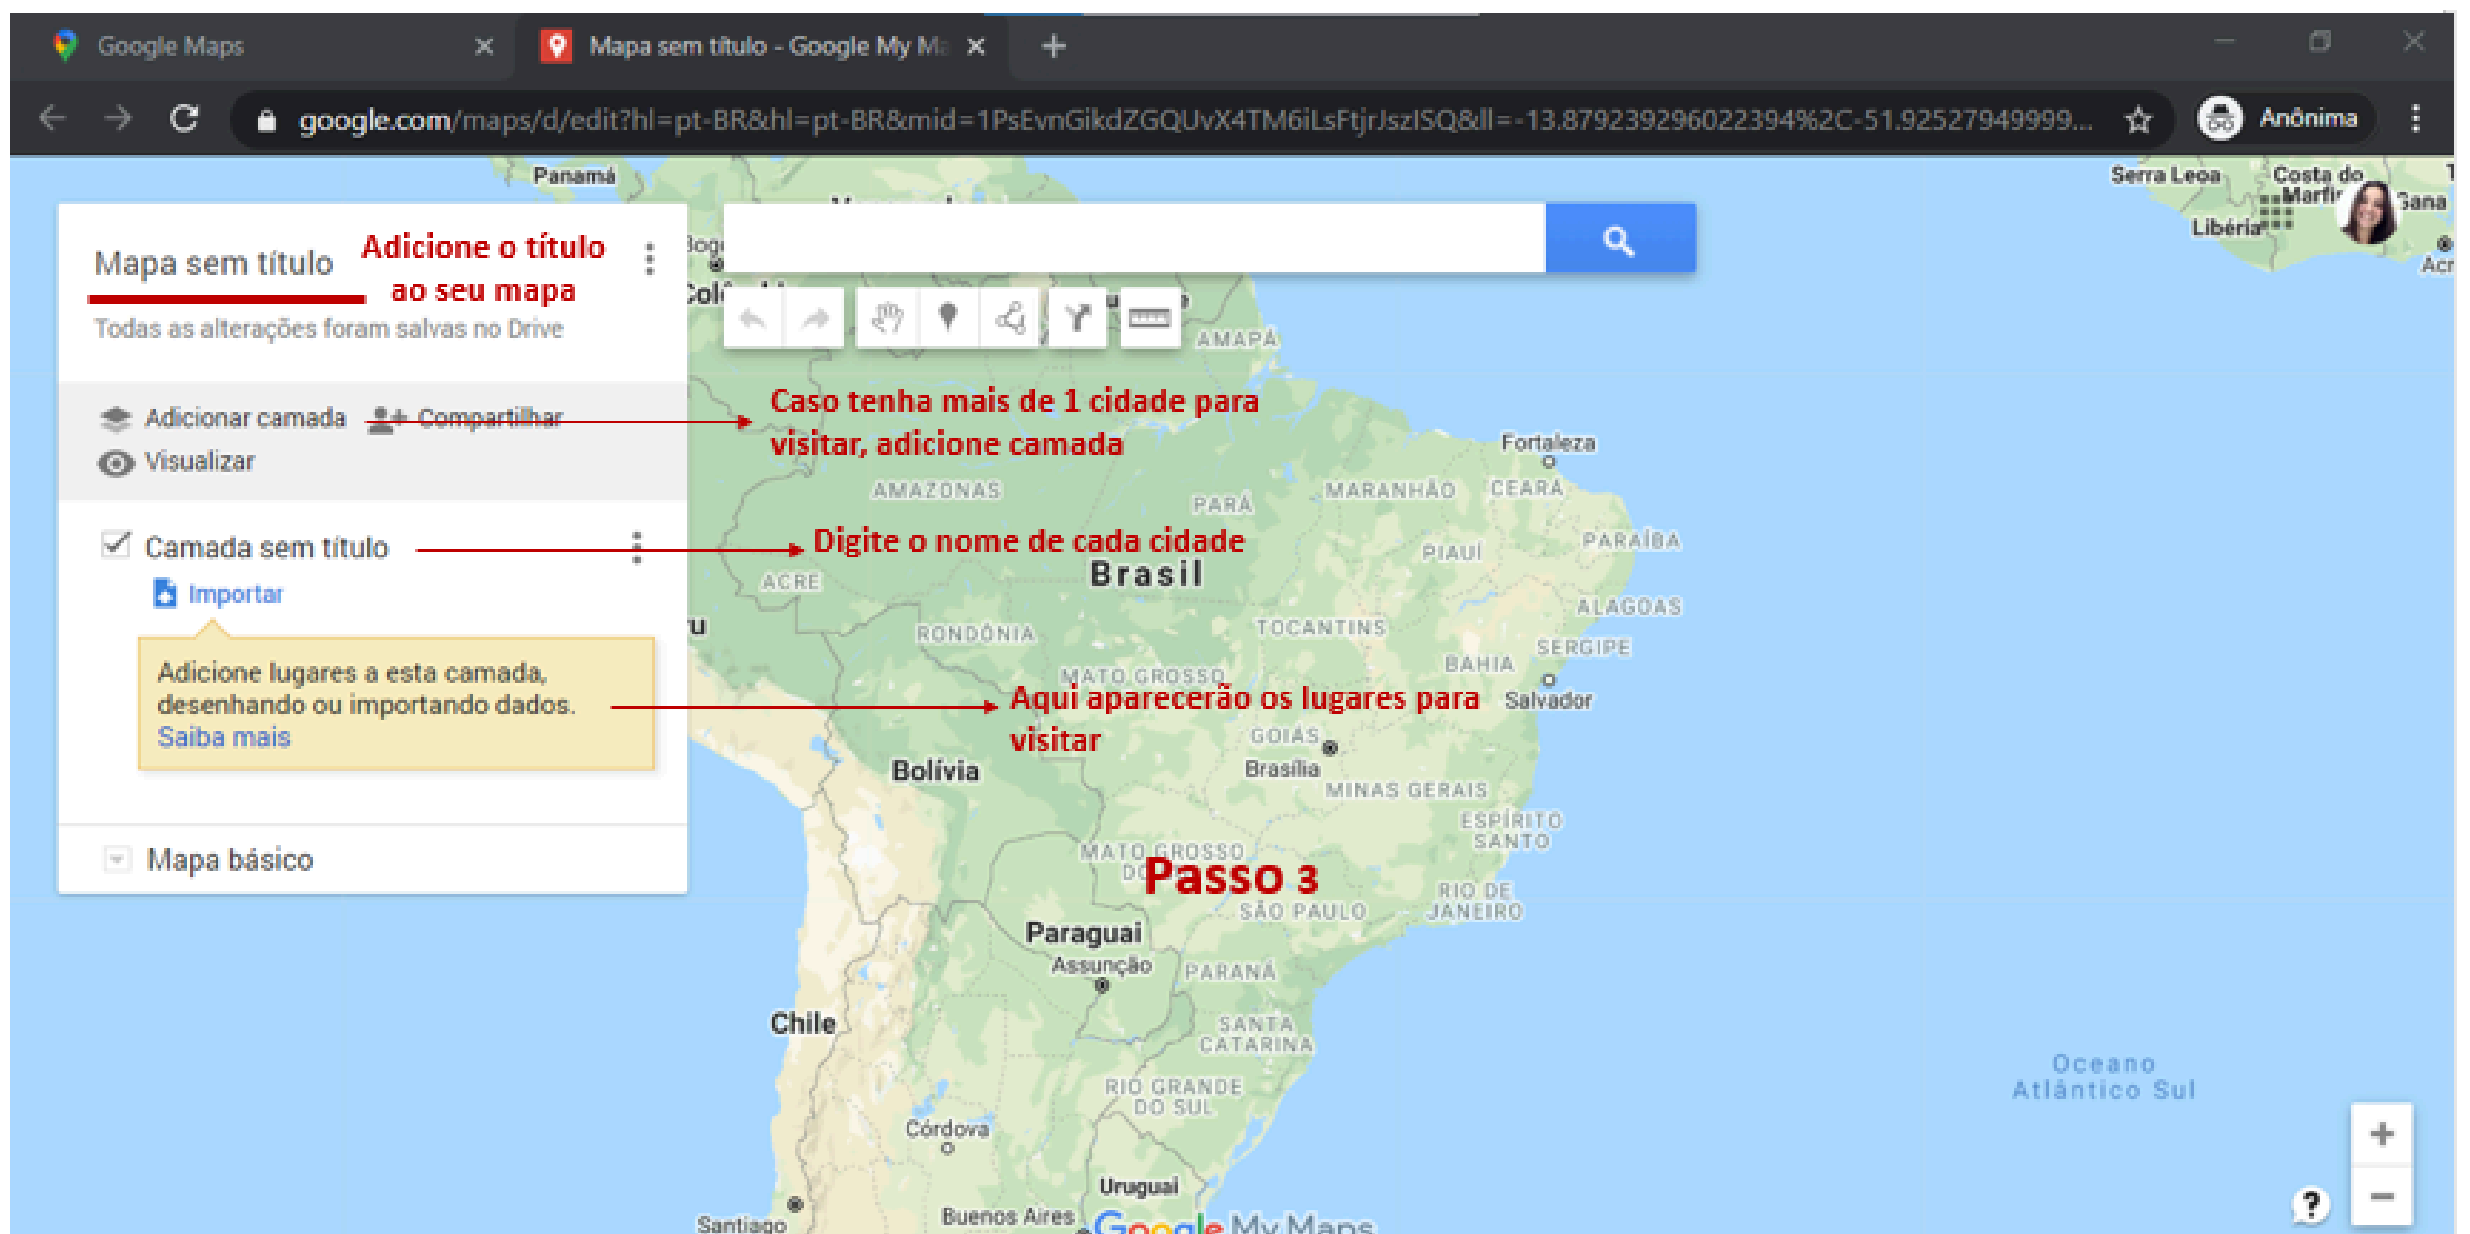 Google Maps
Mapa sem título - Google My Ma
google.com/maps/d/edit?hl=pt-BR&hl=pt-BR&mid=1PsEvnGikdZGQUvX4TM6iLsFtjrJszISQ&ll=-13.879239296022394%2C-51.92527949999...
Anônima
Panamá
Serra Leoa
Costa do
Marfim
Gana
Libéria
Mapa sem título
Adicione o título
ao seu mapa
Todas as alterações foram salvas no Drive
AMAPÁ
Adicionar camada
Compartilhar
Visualizar
Caso tenha mais de 1 cidade para
visitar, adicione camada
Fortaleza
AMAZONAS
PARÁ
MARANHÃO
CEARÁ
Camada sem título
Digite o nome de cada cidade
PIAUÍ
PARAÍBA
ACRE
Brasil
Importar
ALAGOAS
RONDÔNIA
TOCANTINS
SERGIPE
BAHIA
Adicione lugares a esta camada,
desenhando ou importando dados.
Saiba mais
MATO GROSSO
Aqui aparecerão os lugares para
visitar
Salvador
GOIÁS
Brasília
Bolívia
MINAS GERAIS
ESPÍRITO
SANTO
Mapa básico
MATO GROSSO
Passo 3
RIO DE
JANEIRO
SÃO PAULO
Paraguai
Assunção
PARANÁ
Chile
SANTA
CATARINA
Oceano
Atlântico Sul
RIO GRANDE
DO SUL
Córdova
Uruguai
Santiago
Buenos Aires
Google My Maps